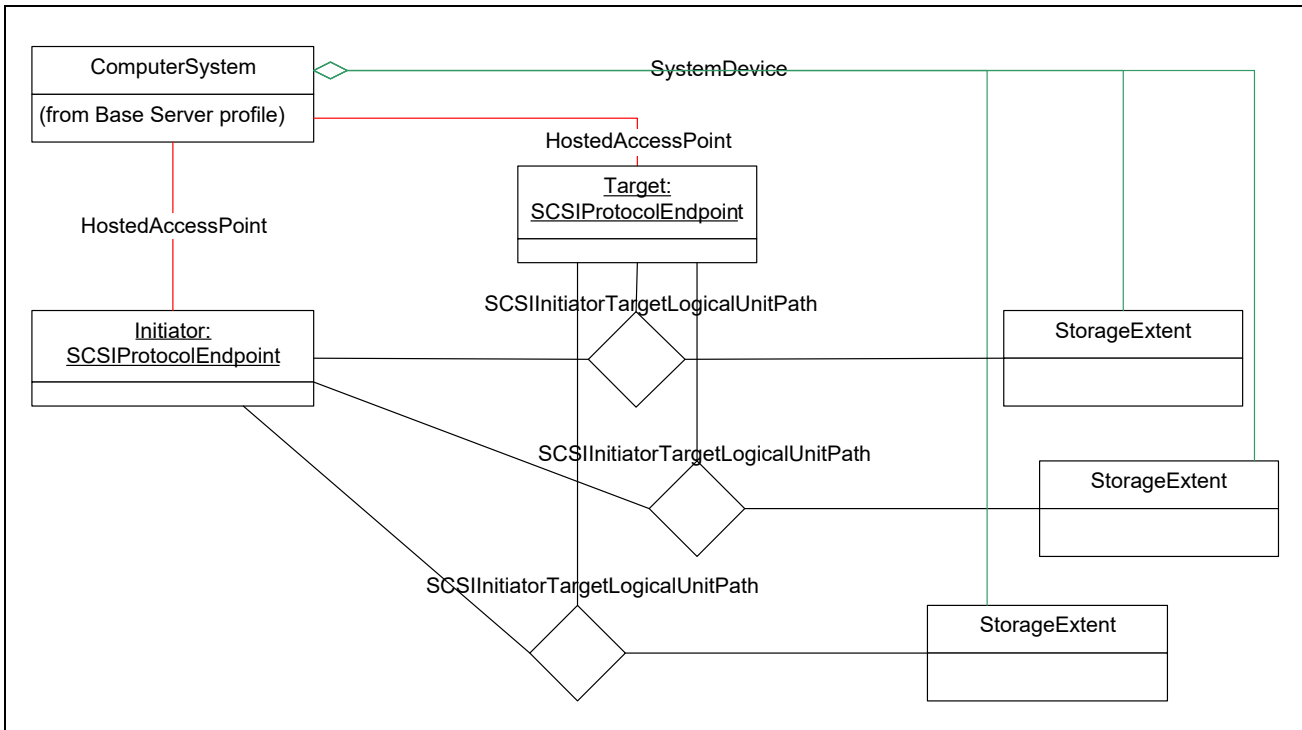 ComputerSystem
SystemDevice
(from Base Server profile)
HostedAccessPoint
Target:
SCSIProtocolEndpoint
HostedAccessPoint
SCSIInitiatorTargetLogicalUnitPath
Initiator:
SCSIProtocolEndpoint
StorageExtent
SCSIInitiatorTargetLogicalUnitPath
StorageExtent
SCSIInitiatorTargetLogicalUnitPath
StorageExtent